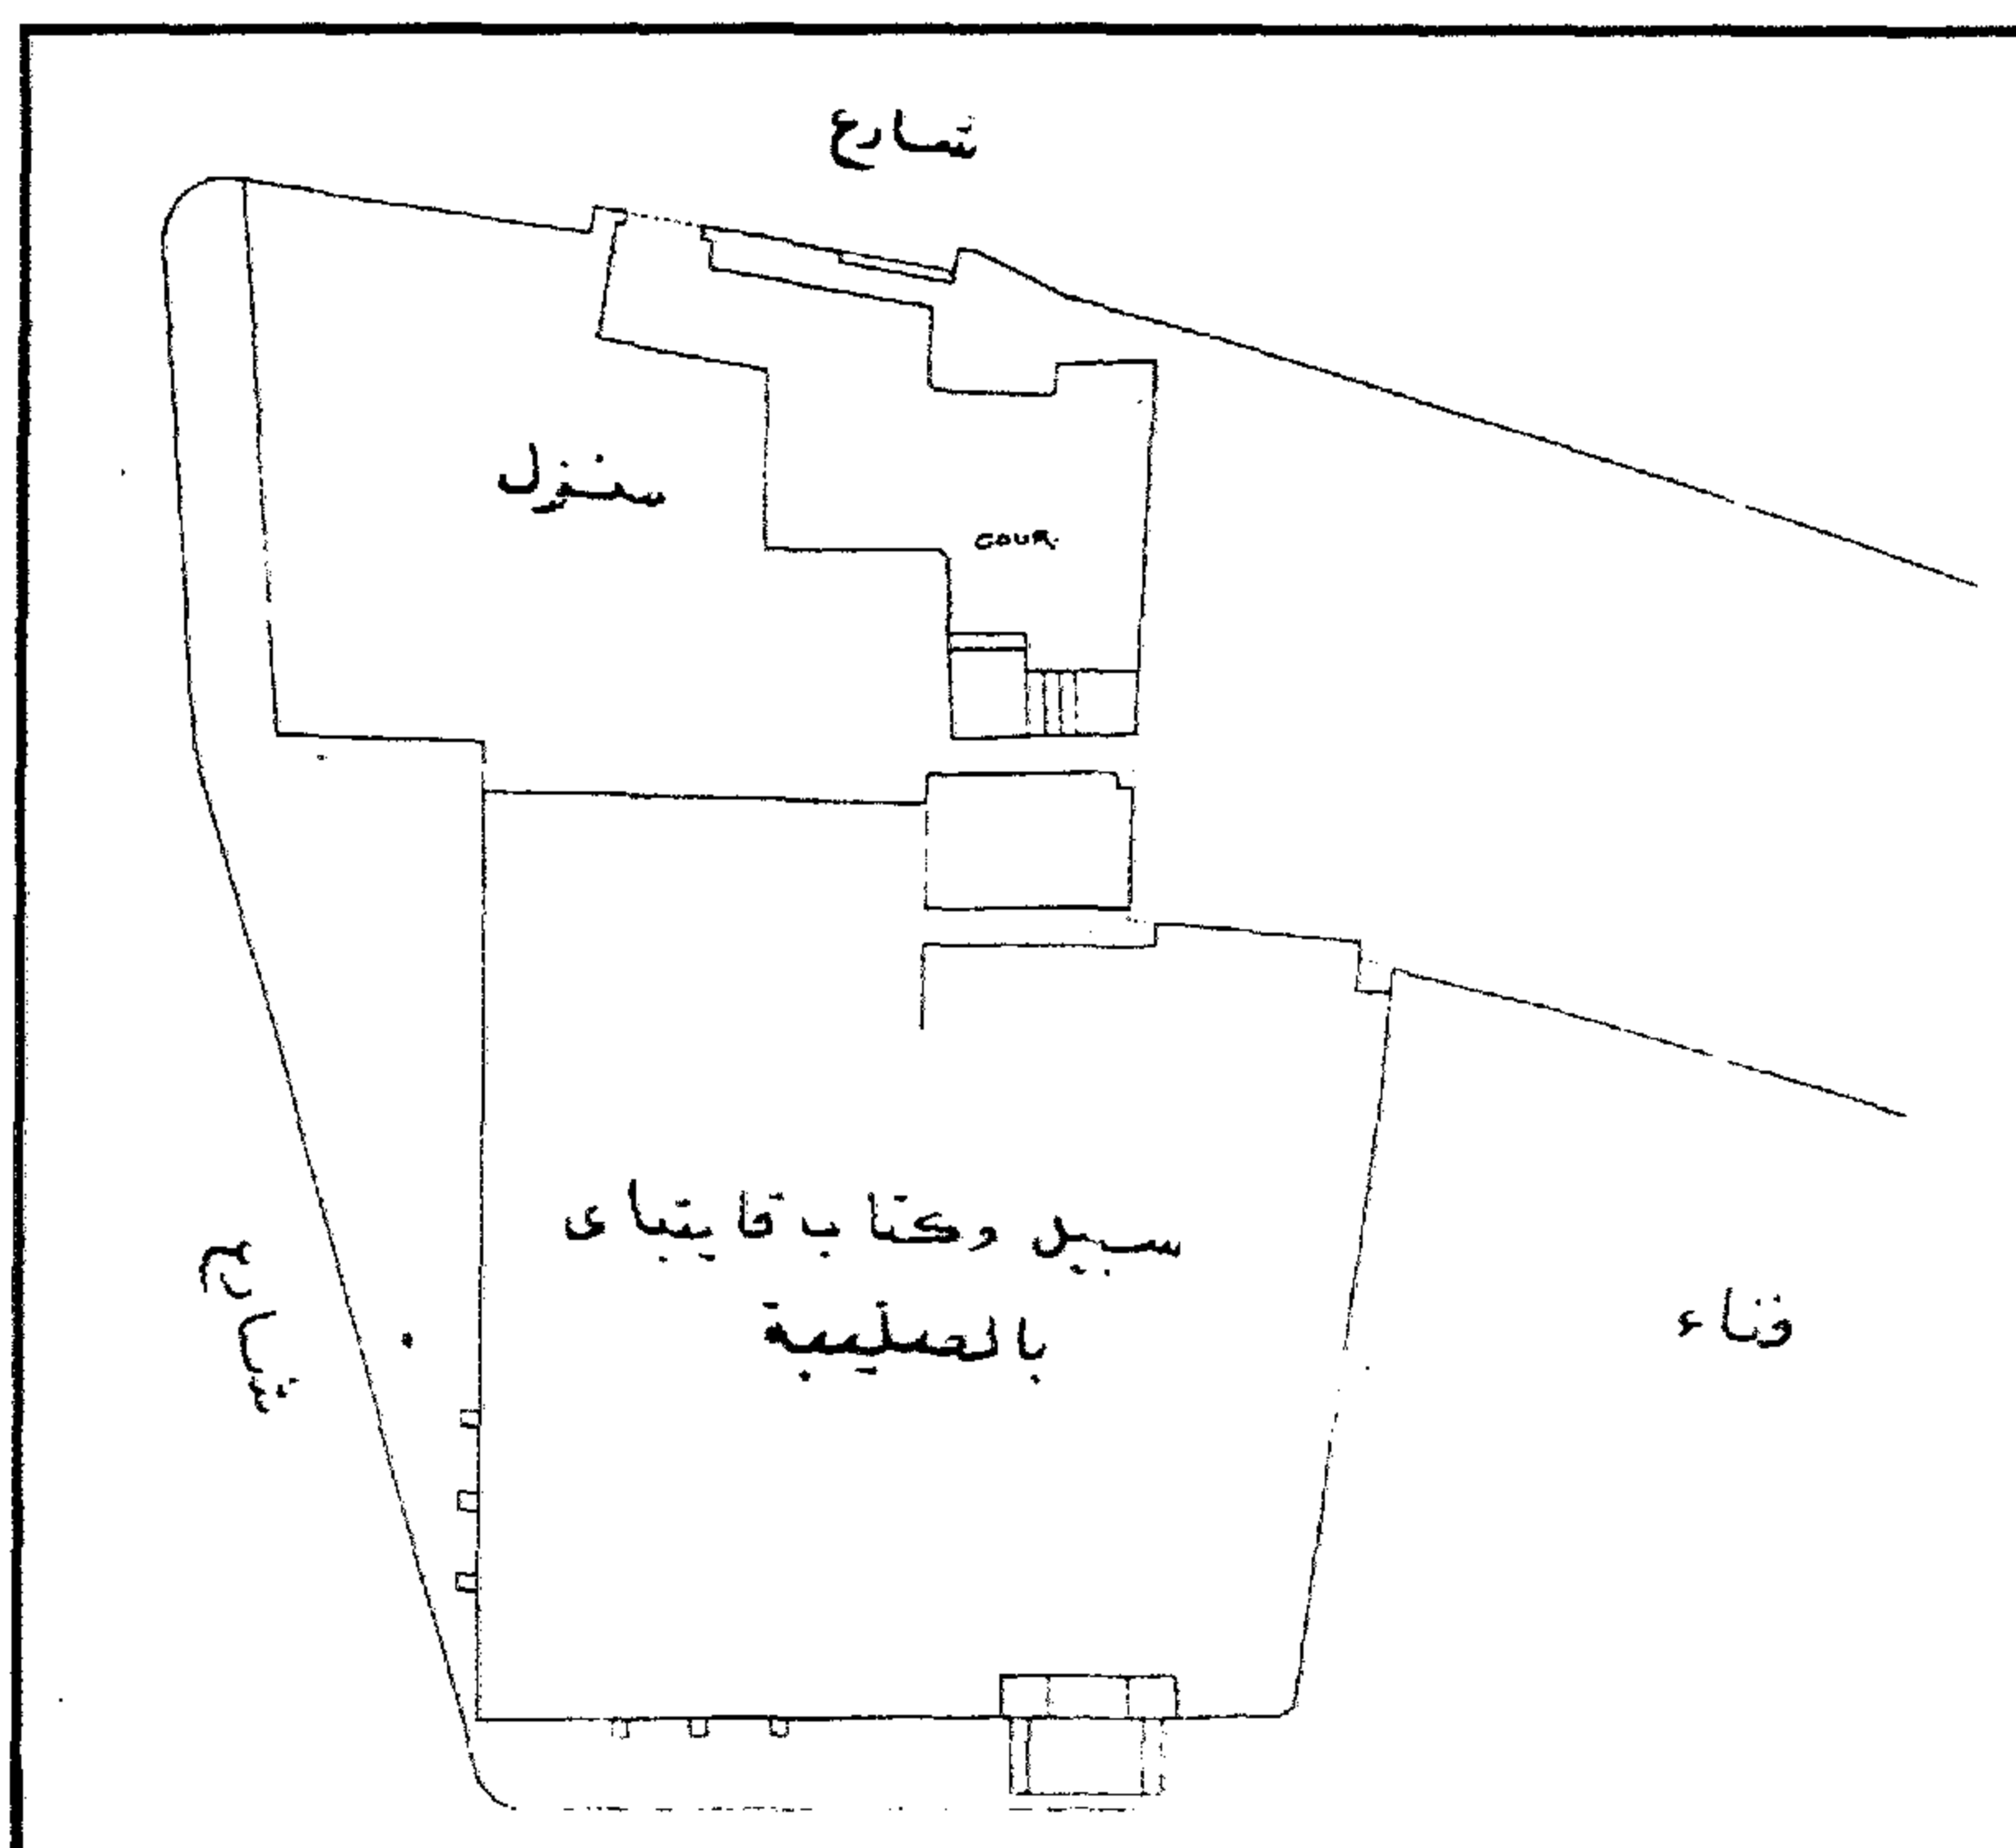 شارع
منزل
COUR.
سبيل وكتاب قايتباى
بالصليبة
فناء
شارع